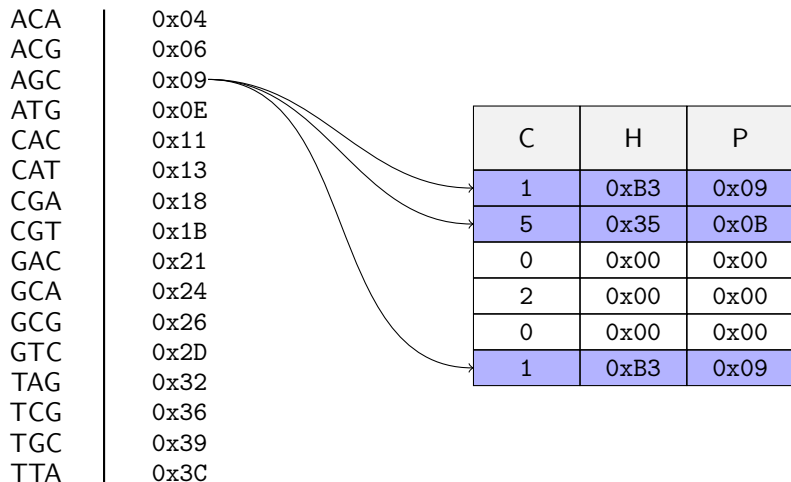 ACA 0x04
ACG 0x06
AGC 0x09
ATG 0x0E
CAC 0x11
CAT 0x13
CGA 0x18
CGT 0x1B
GAC 0x21
GCA 0x24
GCG 0x26
GTC 0x2D
TAG 0x32
TCG 0x36
TGC 0x39
TTA 0x3C
C H P
1 0xB3 0x09
5 0x35 0x0B
0 0x00 0x00
2 0x00 0x00
0 0x00 0x00
1 0xB3 0x09